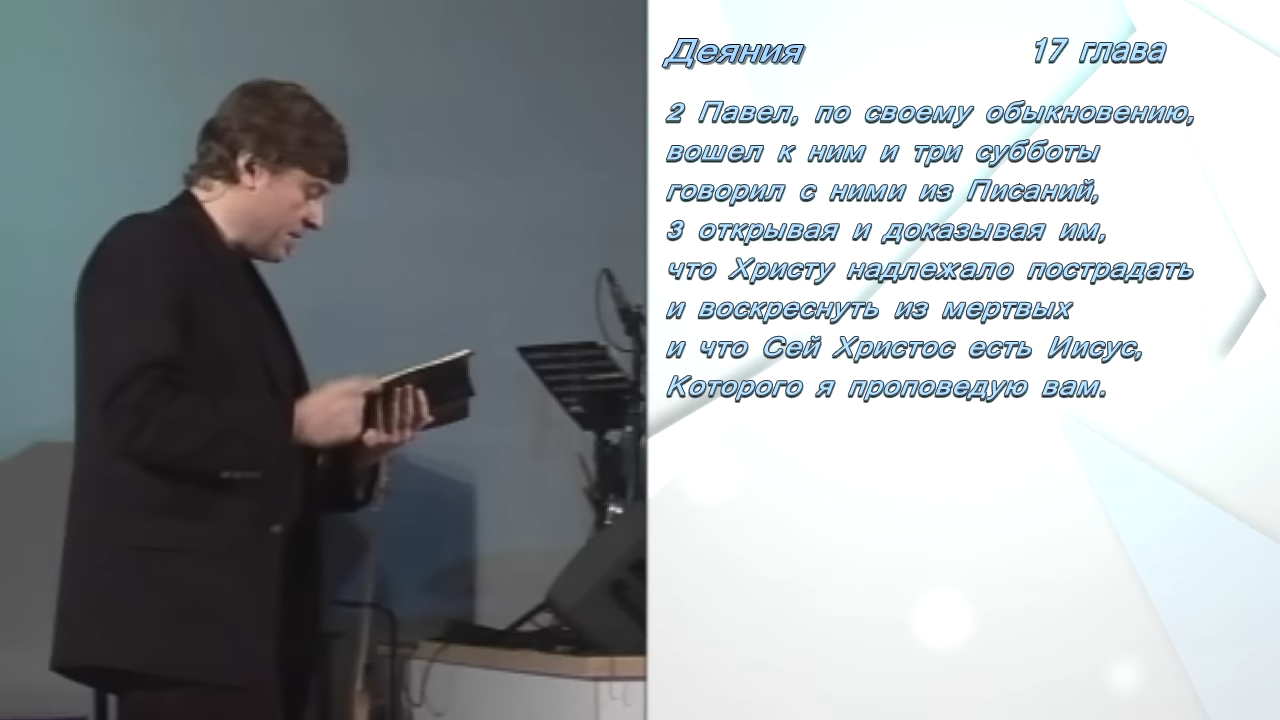 Деяния 17 глава
2 Павел, по своему обыкновению,
вошел к ним и три субботы
говорил с ними из Писаний,
3 открывая и доказывая им,
что Христу надлежало пострадать
и воскреснуть из мертвых
и что Сей Христос есть Иисус,
Которого я проповедую вам.